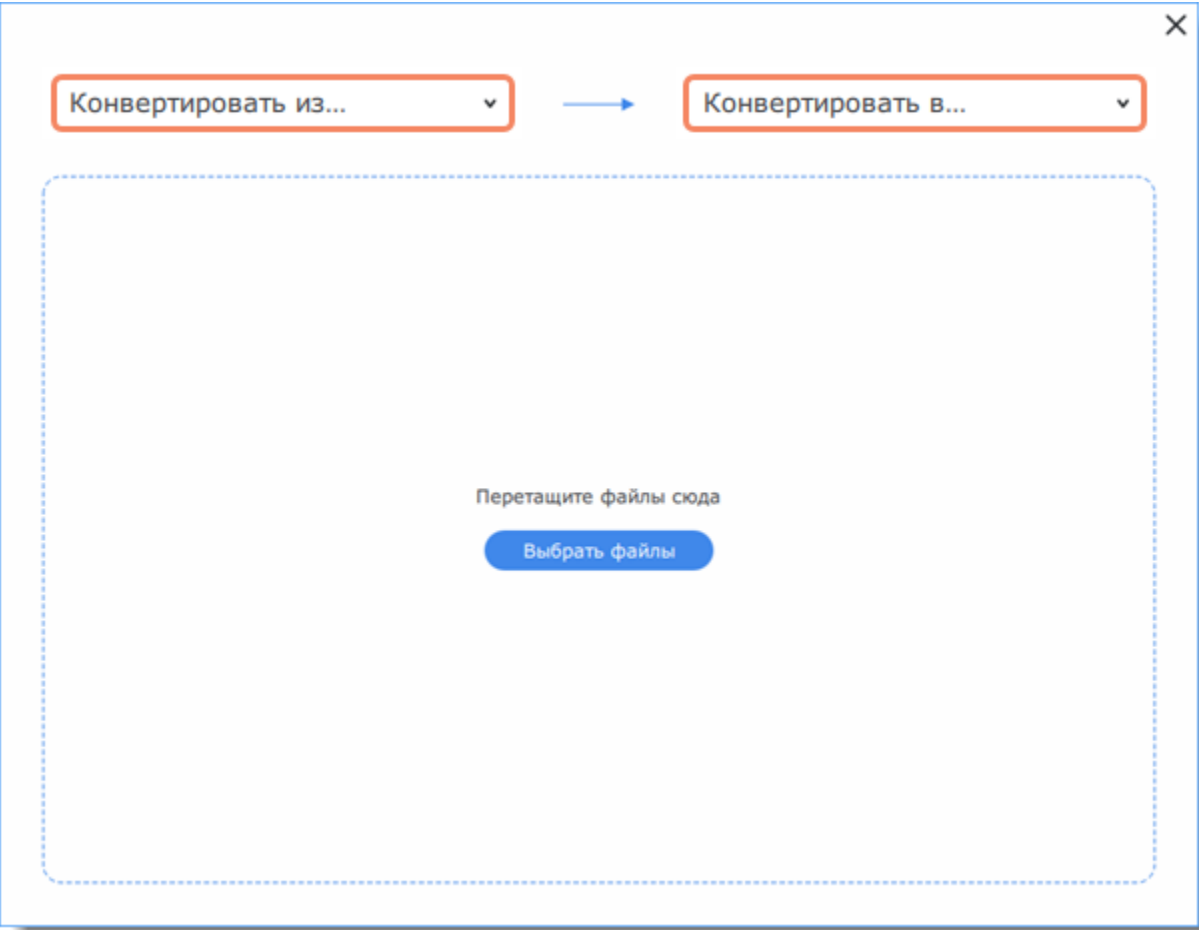 Конвертировать из...
Конвертировать в...
Перетащите файлы сюда
Выбрать файлы